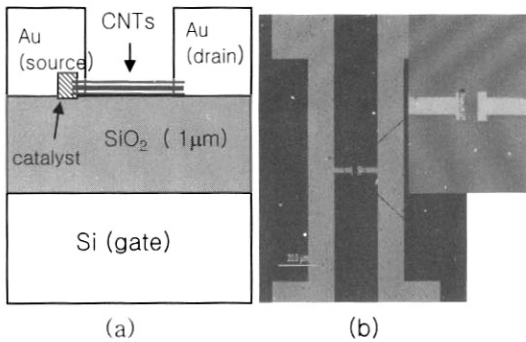 Au
(source)
CNTs
Au
(drain)
catalyst
SiO₂ ( 1μm)
Si (gate)
(a)
(b)